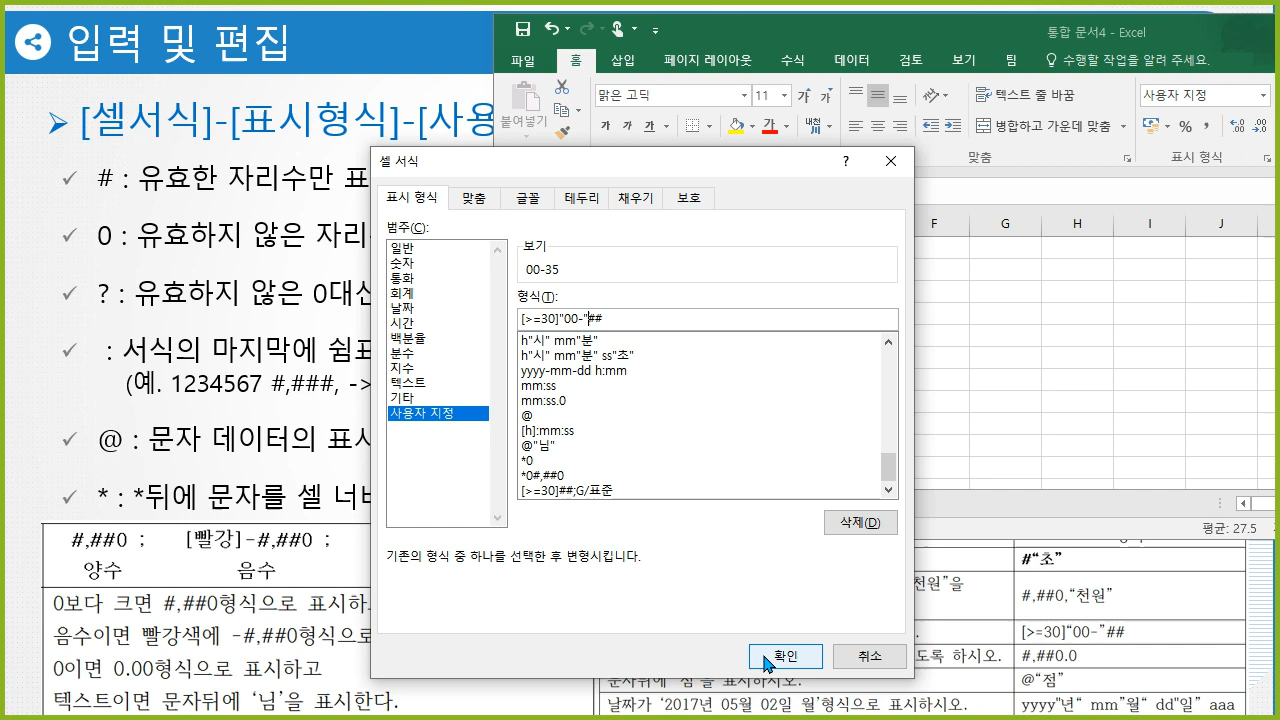 입력 및 편집
[셀서식]-[표시형식]-[사용
# : 유효한 자리수만 표
0 : 유효하지 않은 자리
? : 유효하지 않은 0대신
: 서식의 마지막에 쉼표
(예. 1234567 #,###, ->
@ : 문자 데이터의 표시
* : *뒤에 문자를 셀 너비
#,##0 ; [빨강]-#,##0 ;
양수 음수
0보다 크면 #,##0형식으로 표시하
음수이면 빨강색에 -#,##0형식으로
0이면 0.00형식으로 표시하고
텍스트이면 문자뒤에 ‘님’을 표시한다.
통합 문서4 - Excel
파일 홈 삽입 페이지 레이아웃 수식 데이터 검토 보기 팀 수행할 작업을 알려 주세요.
붙여넣기
맑은 고딕 11
가 가
가 가 가
가 내천
텍스트 줄 바꿈
병합하고 가운데 맞춤
맞춤
사용자 지정
% ,
표시 형식
F G H I J
평균: 27.5
셀 서식
?
표시 형식 맞춤 글꼴 테두리 채우기 보호
범주(C):
일반
숫자
통화
회계
날짜
시간
백분율
분수
지수
텍스트
기타
사용자 지정
보기
00-35
형식(T):
[>=30]"00-"##
h"시" mm"분"
h"시" mm"분" ss"초"
yyyy-mm-dd h:mm
mm:ss
mm:ss.0
@
[h]:mm:ss
@"님"
*0
*0#,##0
[>=30]##;G/표준
삭제(D)
기존의 형식 중 하나를 선택한 후 변형시킵니다.
확인 취소
#“초”
천원”을 #,##0,“천원”
[>=30]“00-”##
도록 하시오. #,##0.0
문자뒤에 “점”을 표시하시오. @“점”
날짜가 ‘2017년 05월 02일 월’형식으로 표시하시오. yyyy"년“ mm”월“ dd"일” aaa